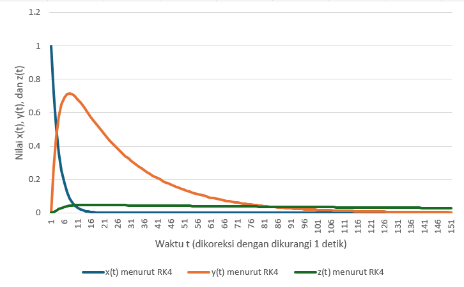 1.2
1
0.8
0.6
0.4
0.2
0
Nilai x(t), y(t), dan z(t)
1 6 11 16 21 26 31 36 41 46 51 56 61 66 71 76 81 86 91 96 101 106 111 116 121 126 131 136 141 146 151
Waktu t (dikoreksi dengan dikurangi 1 detik)
x(t) menurut RK4 y(t) menurut RK4 z(t) menurut RK4